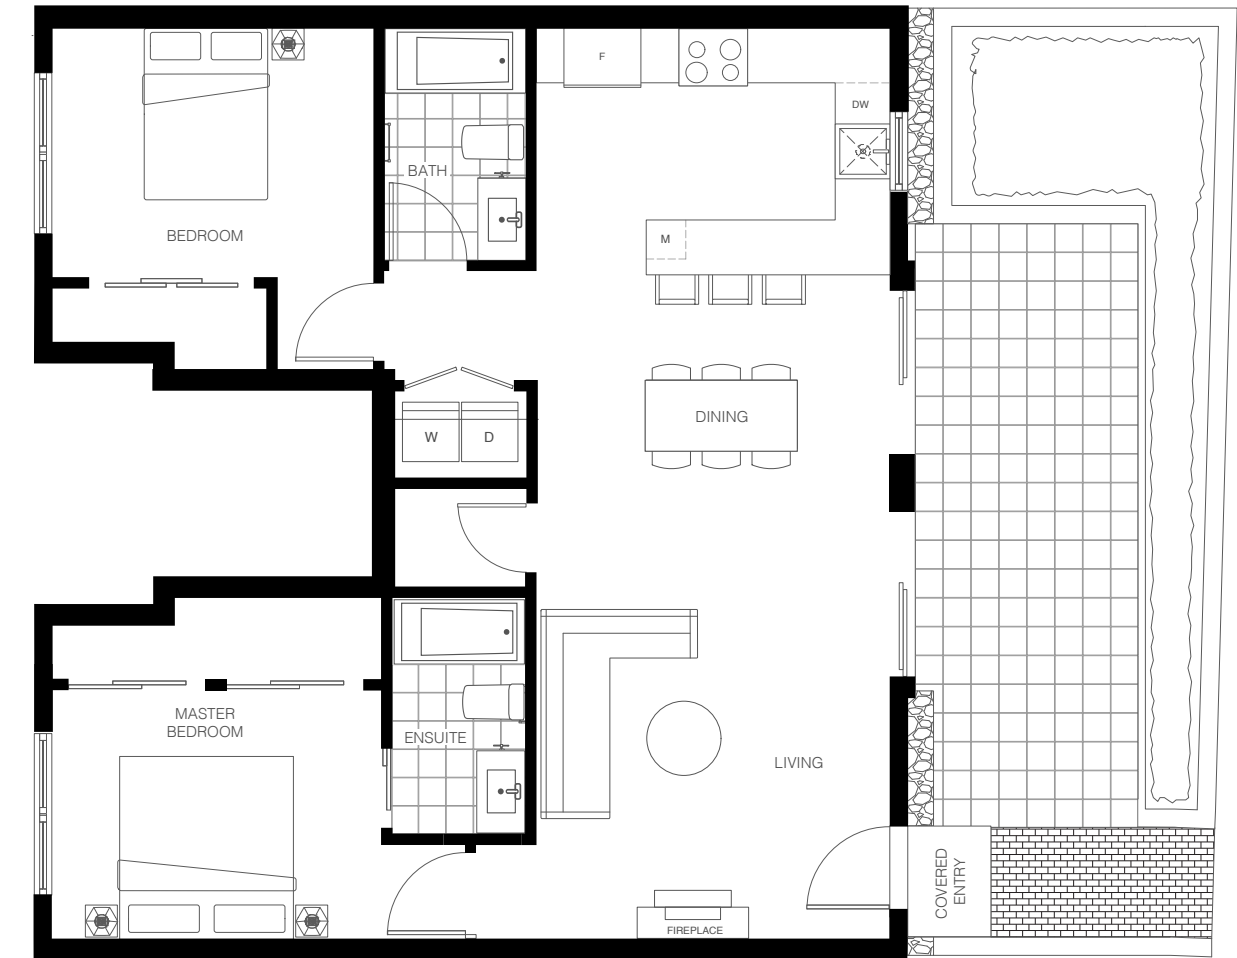 F
DW
BATH
BEDROOM
M
DINING
W
D
MASTER
BEDROOM
ENSUITE
LIVING
COVERED
ENTRY
FIREPLACE